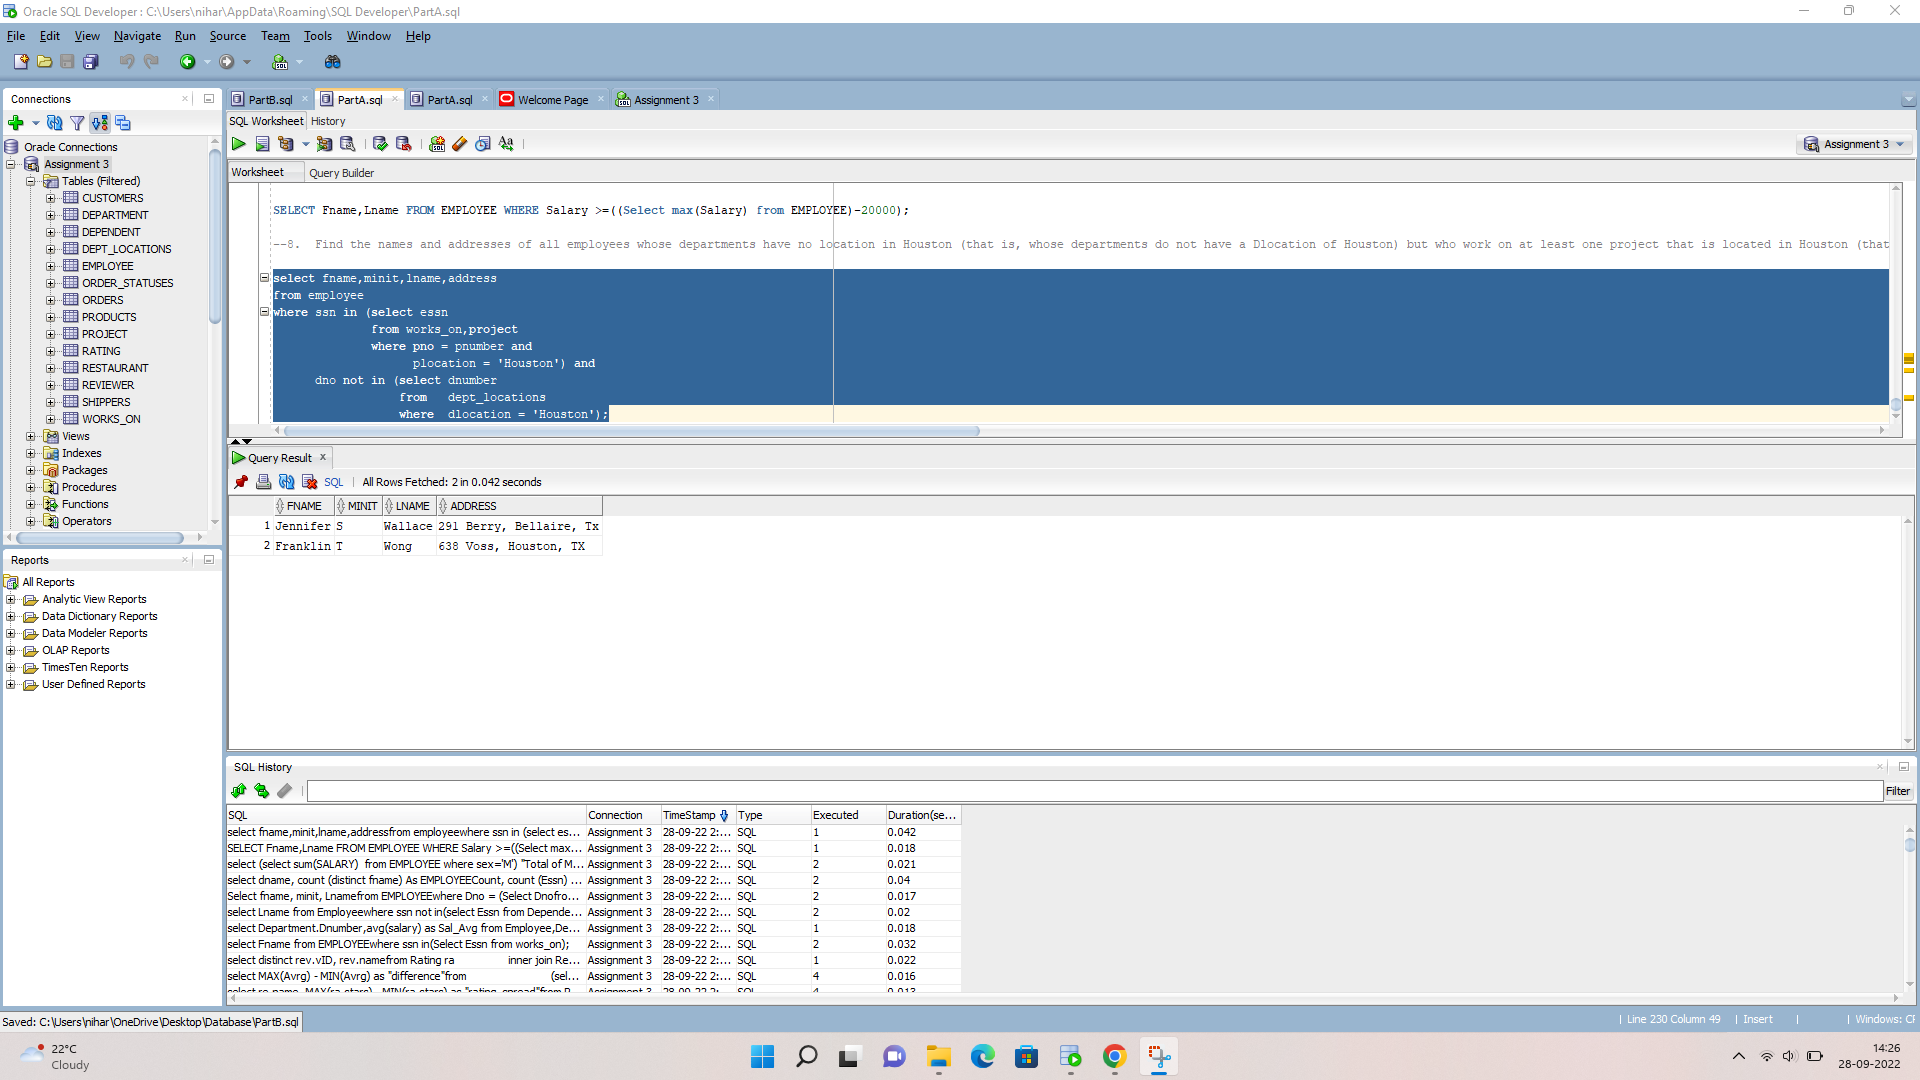 Oracle SQL Developer : C:\Users\nihar\AppData\Roaming\SQL Developer\PartA.sql
File Edit View Navigate Run Source Team Tools Window Help
Connections
PartB.sql PartA.sql PartA.sql Welcome Page Assignment 3
SQL Worksheet History
Assignment 3
Worksheet Query Builder
Oracle Connections
Assignment 3
Tables (Filtered)
CUSTOMERS
DEPARTMENT
DEPENDENT
DEPT_LOCATIONS
EMPLOYEE
ORDER_STATUSES
ORDERS
PRODUCTS
PROJECT
RATING
RESTAURANT
REVIEWER
SHIPPERS
WORKS_ON
Views
Indexes
Packages
Procedures
Functions
Operators
SELECT Fname,Lname FROM EMPLOYEE WHERE Salary >=((Select max(Salary) from EMPLOYEE)-20000);
--8.  Find the names and addresses of all employees whose departments have no location in Houston (that is, whose departments do not have a Dlocation of Houston) but who work on at least one project that is located in Houston (that
select fname,minit,lname,address
from employee
where ssn in (select essn
from works_on,project
where pno = pnumber and
plocation = 'Houston') and
dno not in (select dnumber
from   dept_locations
where  dlocation = 'Houston');
Query Result x
SQL | All Rows Fetched: 2 in 0.042 seconds
FNAME MINIT LNAME ADDRESS
1 Jennifer S Wallace 291 Berry, Bellaire, Tx
2 Franklin T Wong 638 Voss, Houston, TX
Reports
All Reports
Analytic View Reports
Data Dictionary Reports
Data Modeler Reports
OLAP Reports
TimesTen Reports
User Defined Reports
SQL History
Filter
SQL Connection TimeStamp Type Executed Duration(se...
select fname,minit,lname,addressfrom employeewhere ssn in (select es... Assignment 3 28-09-22 2:... SQL 1 0.042
SELECT Fname,Lname FROM EMPLOYEE WHERE Salary >=((Select max... Assignment 3 28-09-22 2:... SQL 1 0.018
select (select sum(SALARY)  from EMPLOYEE where sex='M') "Total of M... Assignment 3 28-09-22 2:... SQL 2 0.021
select dname, count (distinct fname) As EMPLOYEECount, count (Essn) ... Assignment 3 28-09-22 2:... SQL 2 0.04
Select fname, minit, Lnamefrom EMPLOYEEwhere Dno = (Select Dnofro... Assignment 3 28-09-22 2:... SQL 2 0.017
select Lname from Employeewhere ssn not in(select Essn from Depende... Assignment 3 28-09-22 2:... SQL 2 0.02
select Department.Dnumber,avg(salary) as Sal_Avg from Employee,De... Assignment 3 28-09-22 2:... SQL 1 0.018
select Fname from EMPLOYEEwhere ssn in(Select Essn from works_on); Assignment 3 28-09-22 2:... SQL 2 0.032
select distinct rev.vID, rev.namefrom Rating ra inner join Re... Assignment 3 28-09-22 2:... SQL 1 0.022
select MAX(Avrg) - MIN(Avrg) as "difference"from (sel... Assignment 3 28-09-22 2:... SQL 4 0.016
Saved: C:\Users\nihar\OneDrive\Desktop\Database\PartB.sql
Line 230 Column 49 | Insert | | Windows: CF
22°C
Cloudy
14:26
28-09-2022